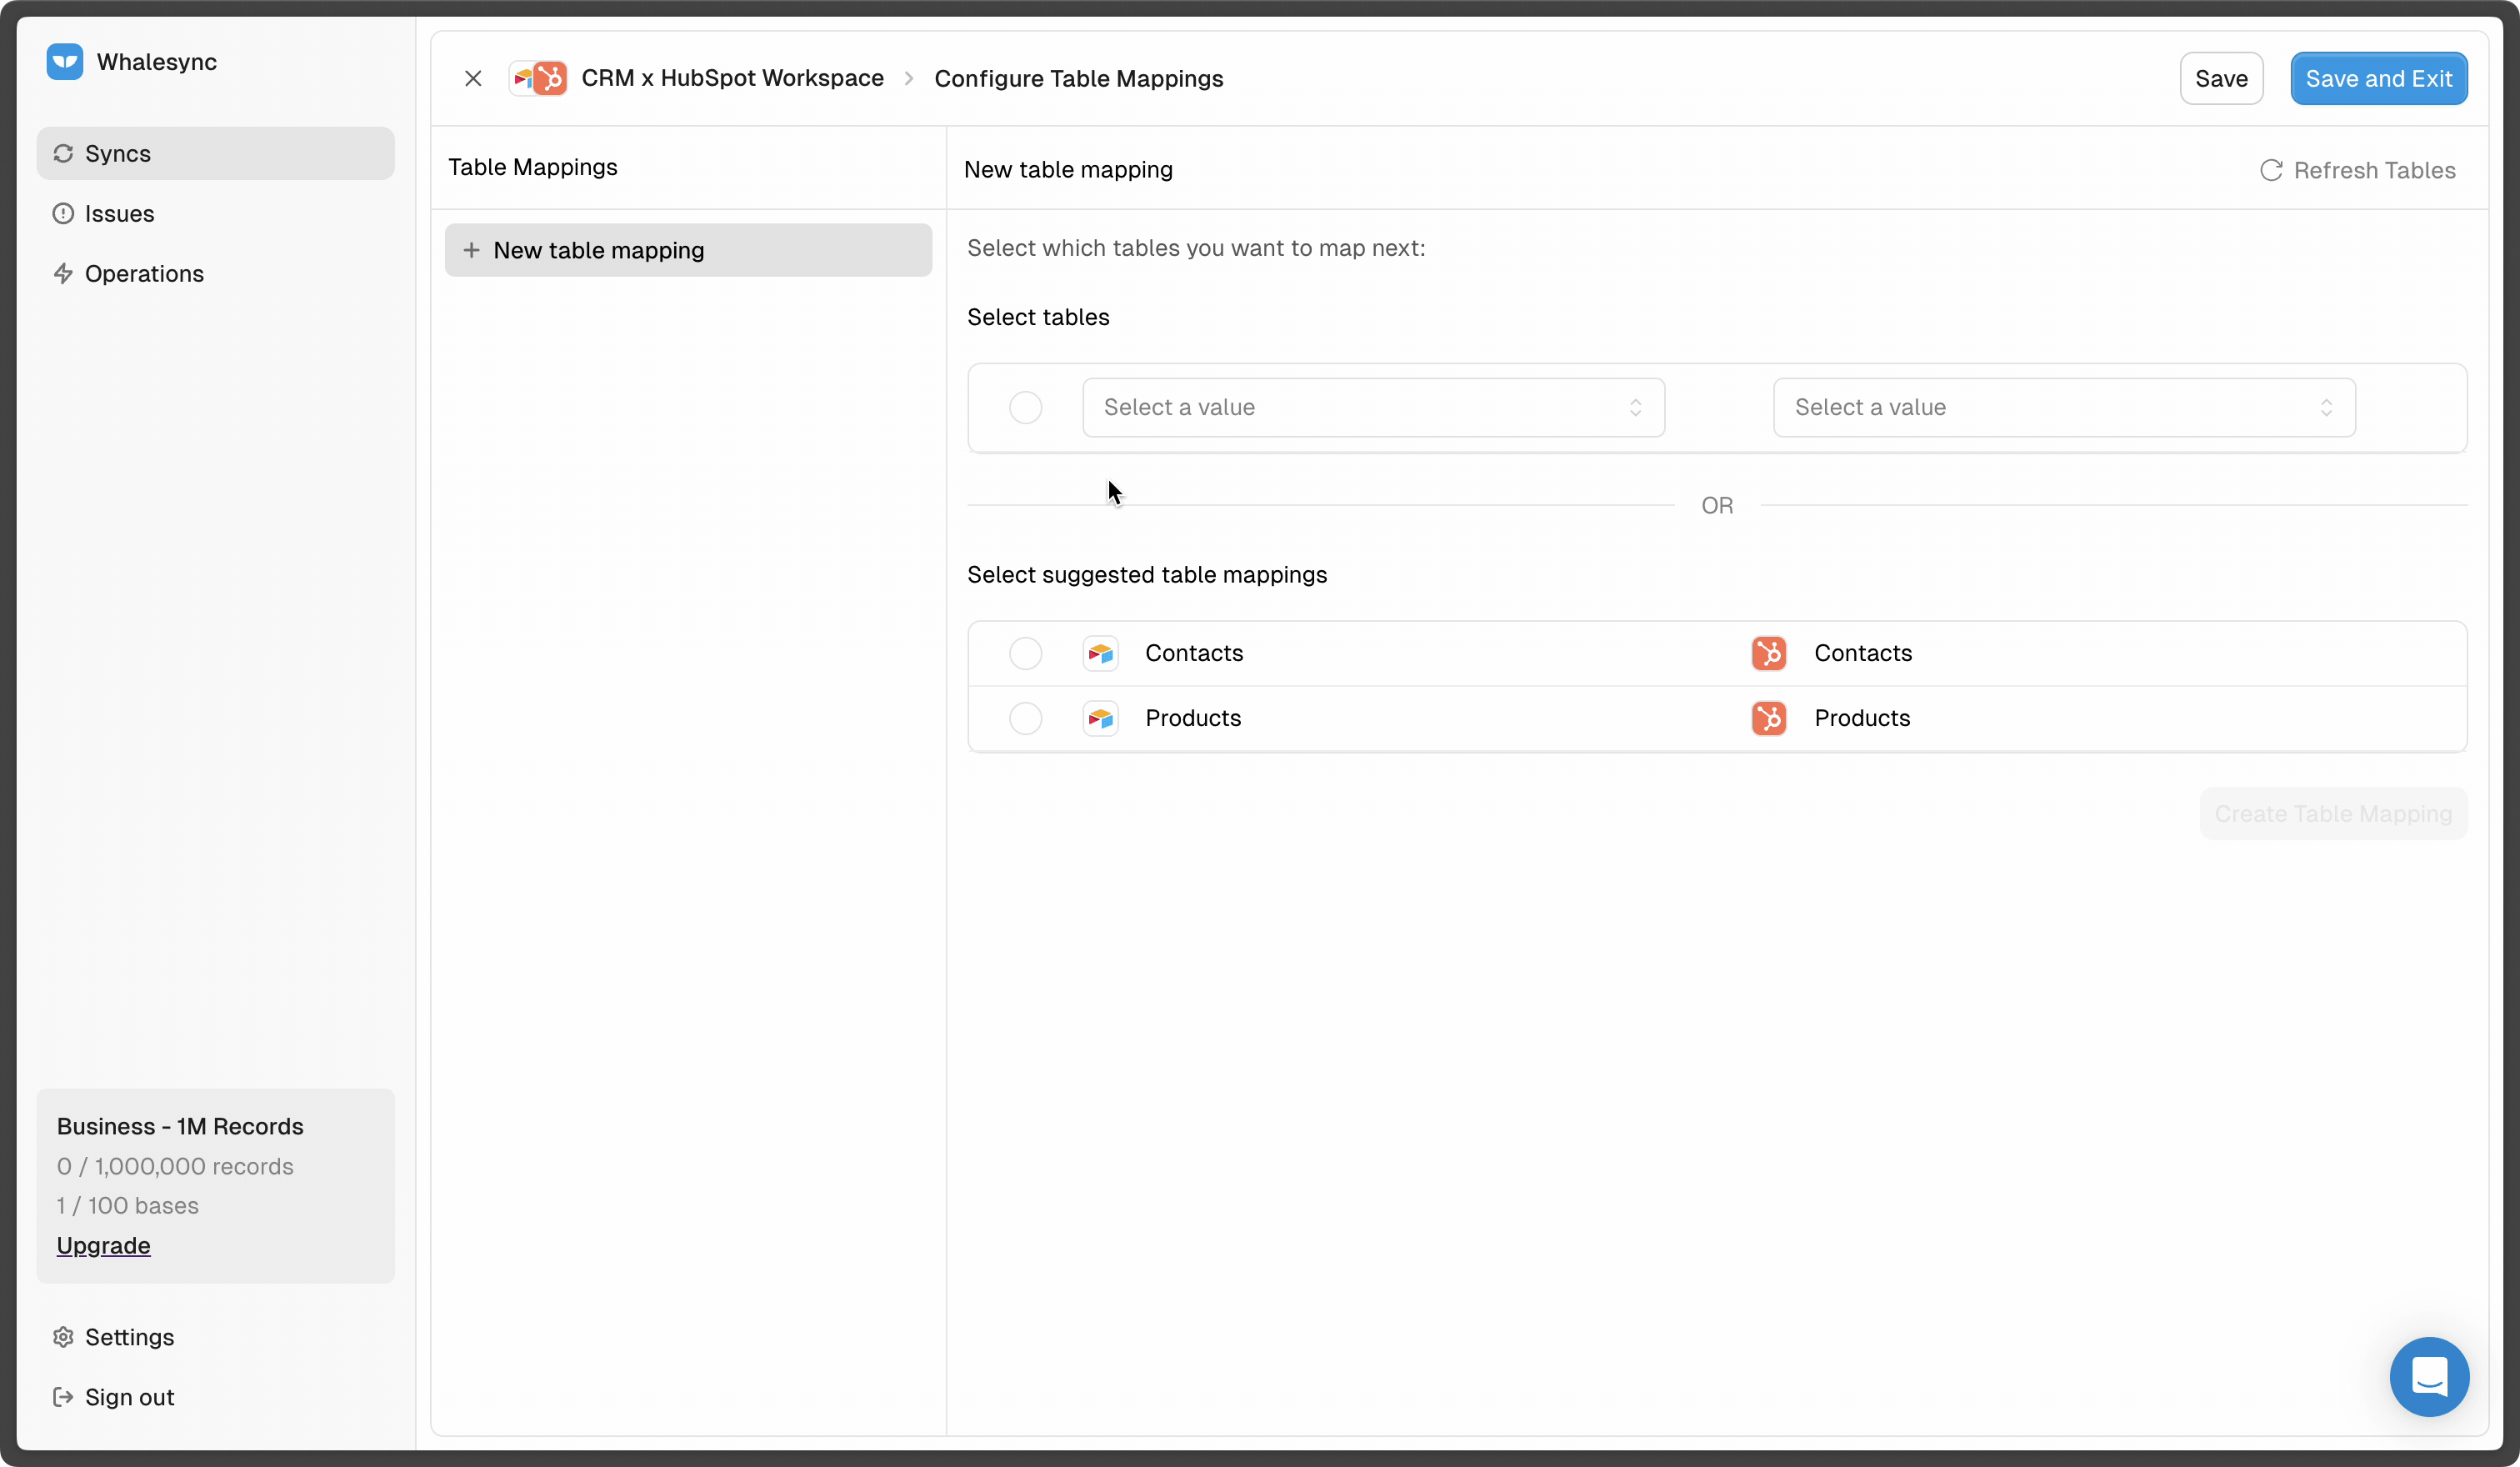 Whalesync
Syncs
Issues
Operations
Business - 1M Records
0 / 1,000,000 records
1 / 100 bases
Upgrade
Settings
Sign out
CRM x HubSpot Workspace > Configure Table Mappings
Save
Save and Exit
Table Mappings
New table mapping
New table mapping
Refresh Tables
Select which tables you want to map next:
Select tables
Select a value
Select a value
OR
Select suggested table mappings
Contacts
Contacts
Products
Products
Create Table Mapping